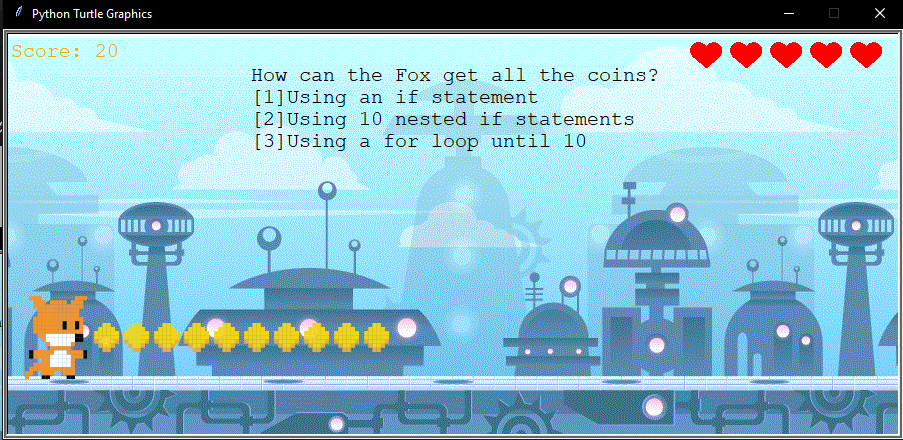 Python Turtle Graphics
Score: 20
How can the Fox get all the coins?
[1]Using an if statement
[2]Using 10 nested if statements
[3]Using a for loop until 10